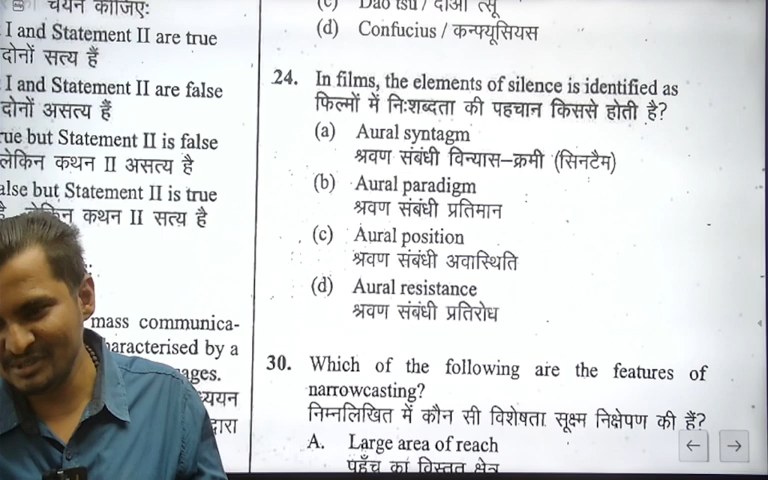 चयन कीजिए:
I and Statement II are true
दोनों सत्य हैं
I and Statement II are false
दोनों असत्य हैं
rue but Statement II is false
लेकिन कथन II असत्य है
alse but Statement II is true
कथन II सत्य है
mass communica-
haracterised by a
ages.
ध्ययन
द्वारा
(c) Dao tsu / दाओ त्सू
(d) Confucius / कन्फ्यूसियस
24. In films, the elements of silence is identified as
फिल्मों में निःशब्दता की पहचान किससे होती है?
(a) Aural syntagm
श्रवण संबंधी विन्यास–क्रमी (सिनटैम)
(b) Aural paradigm
श्रवण संबंधी प्रतिमान
(c) Aural position
श्रवण संबंधी अवास्थिति
(d) Aural resistance
श्रवण संबंधी प्रतिरोध
30. Which of the following are the features of
narrowcasting?
निम्नलिखित में कौन सी विशेषता सूक्ष्म निक्षेपण की हैं?
A. Large area of reach
पहुँच का विस्तृत क्षेत्र